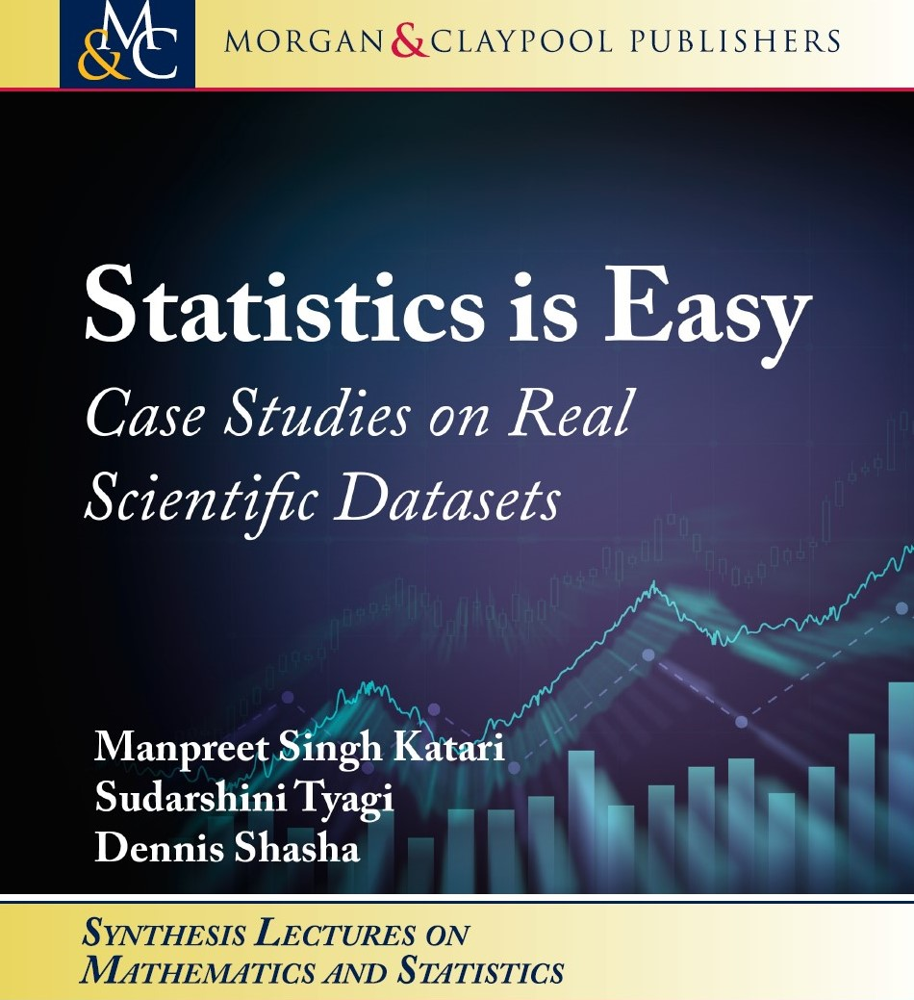 M&C
MORGAN & CLAYPOOL PUBLISHERS
Statistics is Easy
Case Studies on Real
Scientific Datasets
Manpreet Singh Katari
Sudarshini Tyagi
Dennis Shasha
SYNTHESIS LECTURES ON
MATHEMATICS AND STATISTICS